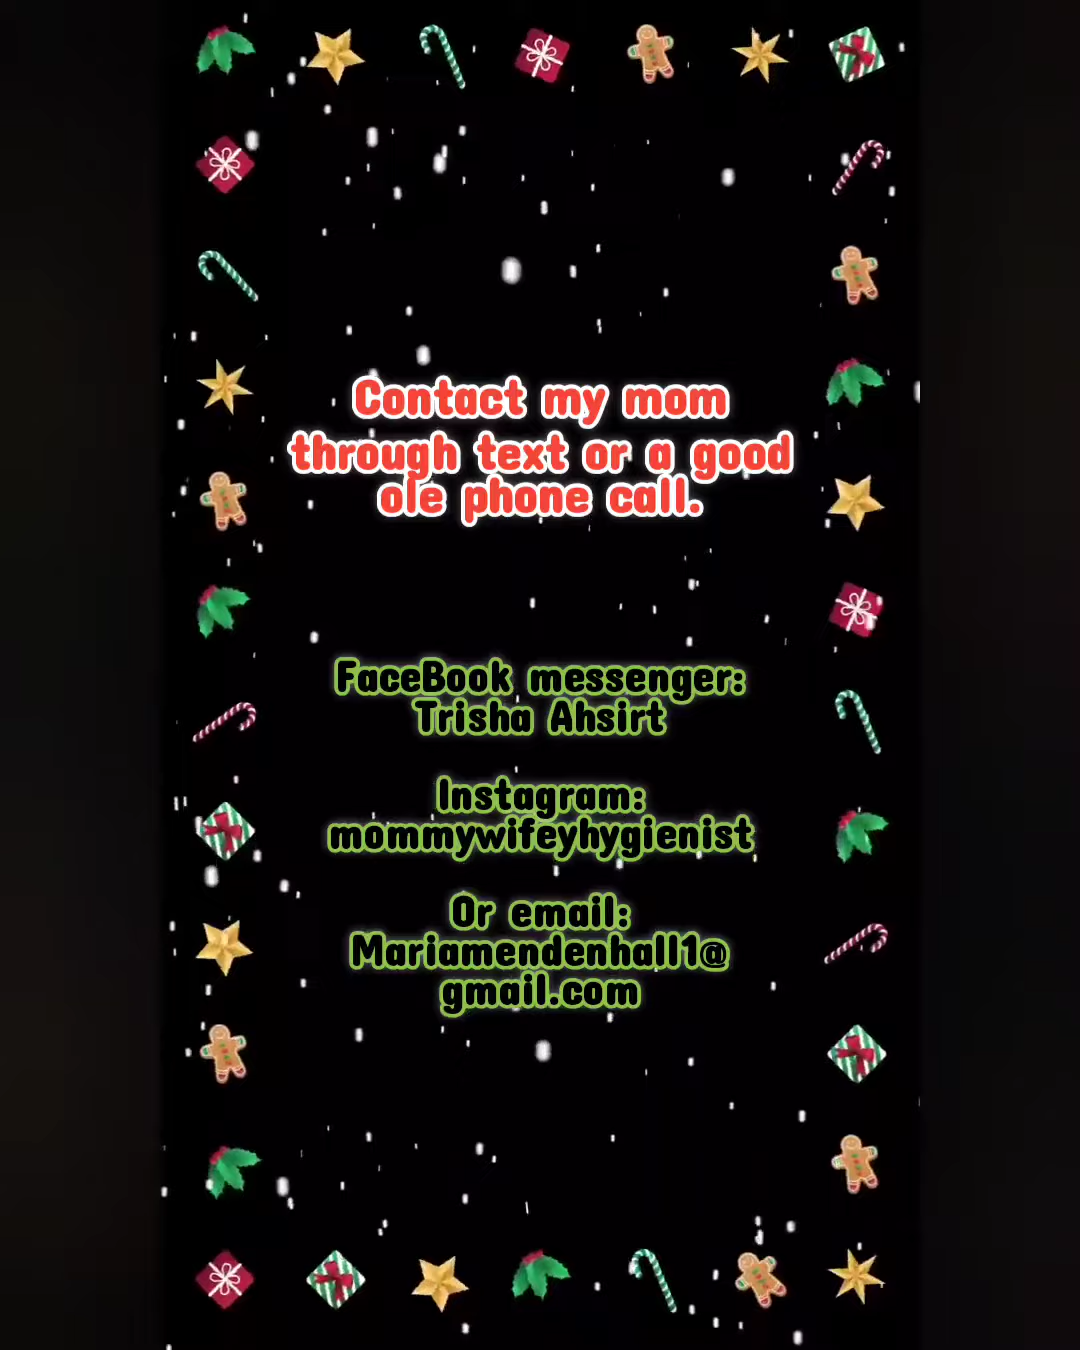 Contact my mom
through text or a good
ole phone call.
FaceBook messenger:
Trisha Ahsirt
Instagram:
mommywifeyhygienist
Or email:
Mariamendenhall1@
gmail.com